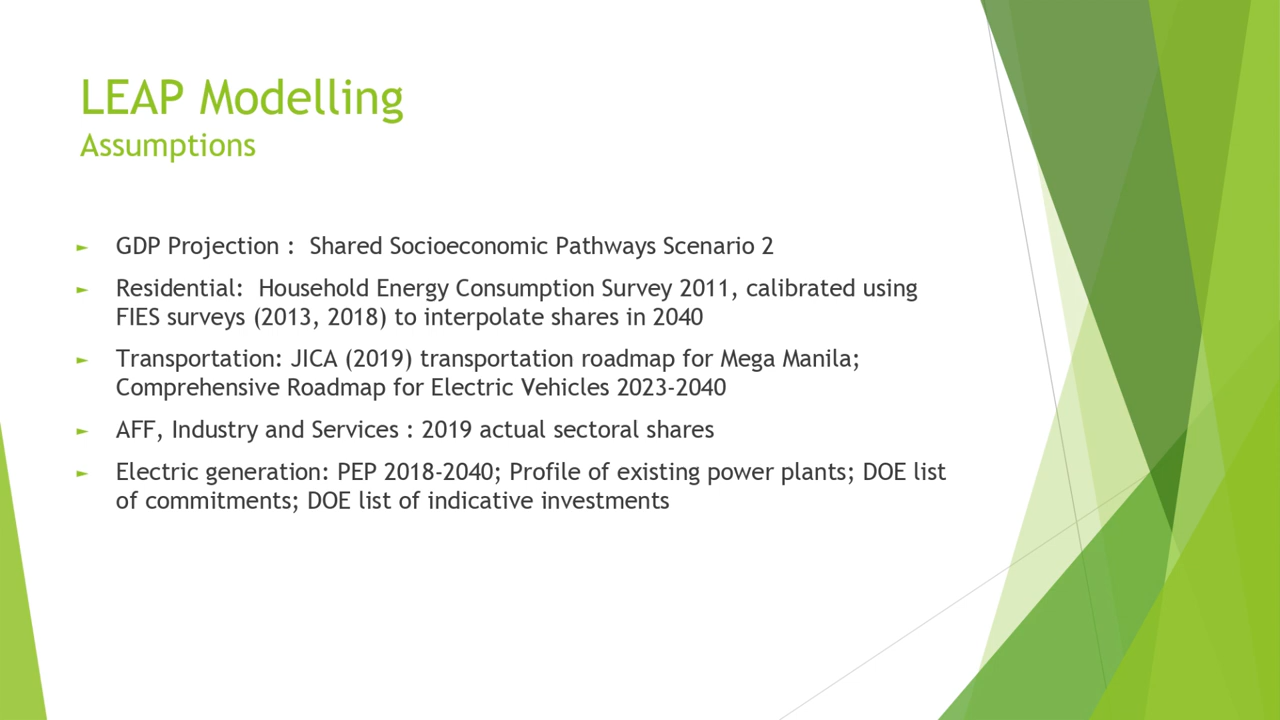 LEAP Modelling
Assumptions
► GDP Projection :  Shared Socioeconomic Pathways Scenario 2
► Residential:  Household Energy Consumption Survey 2011, calibrated using
FIES surveys (2013, 2018) to interpolate shares in 2040
► Transportation: JICA (2019) transportation roadmap for Mega Manila;
Comprehensive Roadmap for Electric Vehicles 2023-2040
► AFF, Industry and Services : 2019 actual sectoral shares
► Electric generation: PEP 2018-2040; Profile of existing power plants; DOE list
of commitments; DOE list of indicative investments